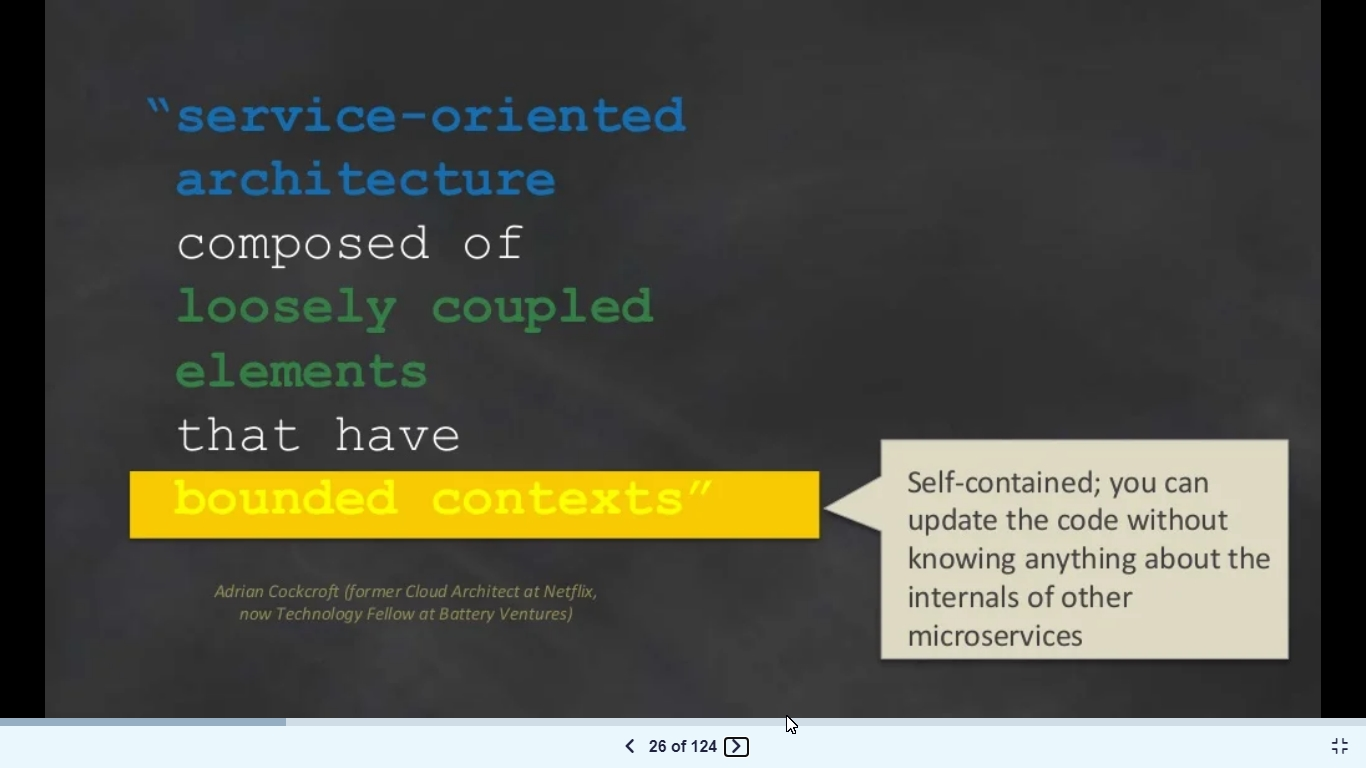 “service-oriented
architecture
composed of
loosely coupled
elements
that have
bounded contexts”
Self-contained; you can
update the code without
knowing anything about the
internals of other
microservices
Adrian Cockcroft (former Cloud Architect at Netflix,
now Technology Fellow at Battery Ventures)
26 of 124